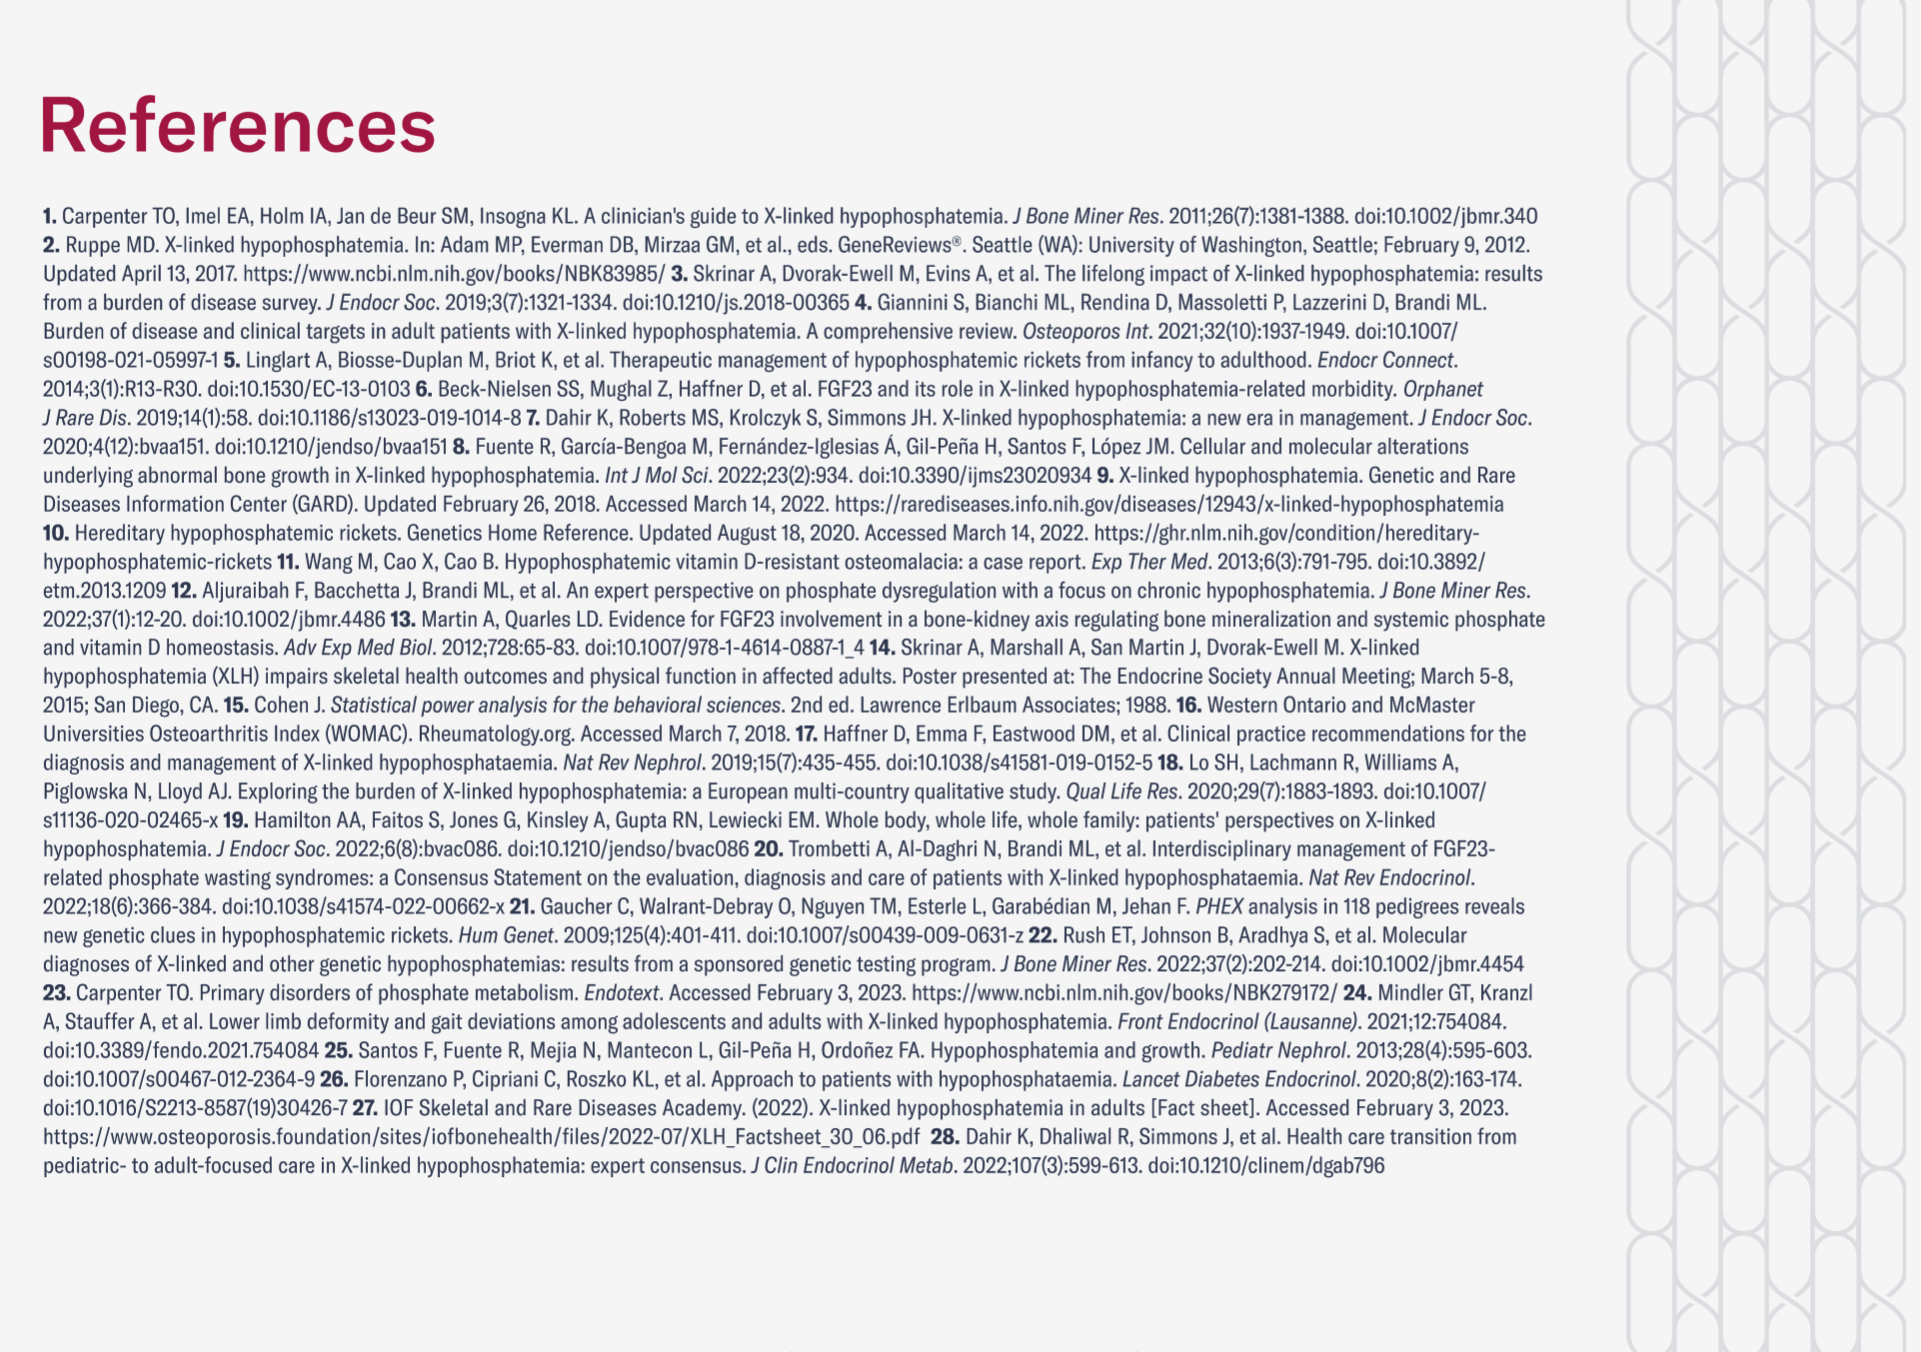 References
1. Carpenter TO, Imel EA, Holm IA, Jan de Beur SM, Insogna KL. A clinician's guide to X-linked hypophosphatemia. J Bone Miner Res. 2011;26(7):1381-1388. doi:10.1002/jbmr.340
2. Ruppe MD. X-linked hypophosphatemia. In: Adam MP, Everman DB, Mirzaa GM, et al., eds. GeneReviews®. Seattle (WA): University of Washington, Seattle; February 9, 2012.
Updated April 13, 2017. https://www.ncbi.nlm.nih.gov/books/NBK83985/ 3. Skrinar A, Dvorak-Ewell M, Evins A, et al. The lifelong impact of X-linked hypophosphatemia: results
from a burden of disease survey. J Endocr Soc. 2019;3(7):1321-1334. doi:10.1210/js.2018-00365 4. Giannini S, Bianchi ML, Rendina D, Massoletti P, Lazzerini D, Brandi ML.
Burden of disease and clinical targets in adult patients with X-linked hypophosphatemia. A comprehensive review. Osteoporos Int. 2021;32(10):1937-1949. doi:10.1007/
s00198-021-05997-1 5. Linglart A, Biosse-Duplan M, Briot K, et al. Therapeutic management of hypophosphatemic rickets from infancy to adulthood. Endocr Connect.
2014;3(1):R13-R30. doi:10.1530/EC-13-0103 6. Beck-Nielsen SS, Mughal Z, Haffner D, et al. FGF23 and its role in X-linked hypophosphatemia-related morbidity. Orphanet
J Rare Dis. 2019;14(1):58. doi:10.1186/s13023-019-1014-8 7. Dahir K, Roberts MS, Krolczyk S, Simmons JH. X-linked hypophosphatemia: a new era in management. J Endocr Soc.
2020;4(12):bvaa151. doi:10.1210/jendso/bvaa151 8. Fuente R, García-Bengoa M, Fernández-Iglesias Á, Gil-Peña H, Santos F, López JM. Cellular and molecular alterations
underlying abnormal bone growth in X-linked hypophosphatemia. Int J Mol Sci. 2022;23(2):934. doi:10.3390/ijms23020934 9. X-linked hypophosphatemia. Genetic and Rare
Diseases Information Center (GARD). Updated February 26, 2018. Accessed March 14, 2022. https://rarediseases.info.nih.gov/diseases/12943/x-linked-hypophosphatemia
10. Hereditary hypophosphatemic rickets. Genetics Home Reference. Updated August 18, 2020. Accessed March 14, 2022. https://ghr.nlm.nih.gov/condition/hereditary-
hypophosphatemic-rickets 11. Wang M, Cao X, Cao B. Hypophosphatemic vitamin D-resistant osteomalacia: a case report. Exp Ther Med. 2013;6(3):791-795. doi:10.3892/
etm.2013.1209 12. Aljuraibah F, Bacchetta J, Brandi ML, et al. An expert perspective on phosphate dysregulation with a focus on chronic hypophosphatemia. J Bone Miner Res.
2022;37(1):12-20. doi:10.1002/jbmr.4486 13. Martin A, Quarles LD. Evidence for FGF23 involvement in a bone-kidney axis regulating bone mineralization and systemic phosphate
and vitamin D homeostasis. Adv Exp Med Biol. 2012;728:65-83. doi:10.1007/978-1-4614-0887-1_4 14. Skrinar A, Marshall A, San Martin J, Dvorak-Ewell M. X-linked
hypophosphatemia (XLH) impairs skeletal health outcomes and physical function in affected adults. Poster presented at: The Endocrine Society Annual Meeting; March 5-8,
2015; San Diego, CA. 15. Cohen J. Statistical power analysis for the behavioral sciences. 2nd ed. Lawrence Erlbaum Associates; 1988. 16. Western Ontario and McMaster
Universities Osteoarthritis Index (WOMAC). Rheumatology.org. Accessed March 7, 2018. 17. Haffner D, Emma F, Eastwood DM, et al. Clinical practice recommendations for the
diagnosis and management of X-linked hypophosphataemia. Nat Rev Nephrol. 2019;15(7):435-455. doi:10.1038/s41581-019-0152-5 18. Lo SH, Lachmann R, Williams A,
Piglowska N, Lloyd AJ. Exploring the burden of X-linked hypophosphatemia: a European multi-country qualitative study. Qual Life Res. 2020;29(7):1883-1893. doi:10.1007/
s11136-020-02465-x 19. Hamilton AA, Faitos S, Jones G, Kinsley A, Gupta RN, Lewiecki EM. Whole body, whole life, whole family: patients' perspectives on X-linked
hypophosphatemia. J Endocr Soc. 2022;6(8):bvac086. doi:10.1210/jendso/bvac086 20. Trombetti A, Al-Daghri N, Brandi ML, et al. Interdisciplinary management of FGF23-
related phosphate wasting syndromes: a Consensus Statement on the evaluation, diagnosis and care of patients with X-linked hypophosphataemia. Nat Rev Endocrinol.
2022;18(6):366-384. doi:10.1038/s41574-022-00662-x 21. Gaucher C, Walrant-Debray O, Nguyen TM, Esterle L, Garabédian M, Jehan F. PHEX analysis in 118 pedigrees reveals
new genetic clues in hypophosphatemic rickets. Hum Genet. 2009;125(4):401-411. doi:10.1007/s00439-009-0631-z 22. Rush ET, Johnson B, Aradhya S, et al. Molecular
diagnoses of X-linked and other genetic hypophosphatemias: results from a sponsored genetic testing program. J Bone Miner Res. 2022;37(2):202-214. doi:10.1002/jbmr.4454
23. Carpenter TO. Primary disorders of phosphate metabolism. Endotext. Accessed February 3, 2023. https://www.ncbi.nlm.nih.gov/books/NBK279172/ 24. Mindler GT, Kranzl
A, Stauffer A, et al. Lower limb deformity and gait deviations among adolescents and adults with X-linked hypophosphatemia. Front Endocrinol (Lausanne). 2021;12:754084.
doi:10.3389/fendo.2021.754084 25. Santos F, Fuente R, Mejia N, Mantecon L, Gil-Peña H, Ordoñez FA. Hypophosphatemia and growth. Pediatr Nephrol. 2013;28(4):595-603.
doi:10.1007/s00467-012-2364-9 26. Florenzano P, Cipriani C, Roszko KL, et al. Approach to patients with hypophosphataemia. Lancet Diabetes Endocrinol. 2020;8(2):163-174.
doi:10.1016/S2213-8587(19)30426-7 27. IOF Skeletal and Rare Diseases Academy. (2022). X-linked hypophosphatemia in adults [Fact sheet]. Accessed February 3, 2023.
https://www.osteoporosis.foundation/sites/iofbonehealth/files/2022-07/XLH_Factsheet_30_06.pdf 28. Dahir K, Dhaliwal R, Simmons J, et al. Health care transition from
pediatric- to adult-focused care in X-linked hypophosphatemia: expert consensus. J Clin Endocrinol Metab. 2022;107(3):599-613. doi:10.1210/clinem/dgab796